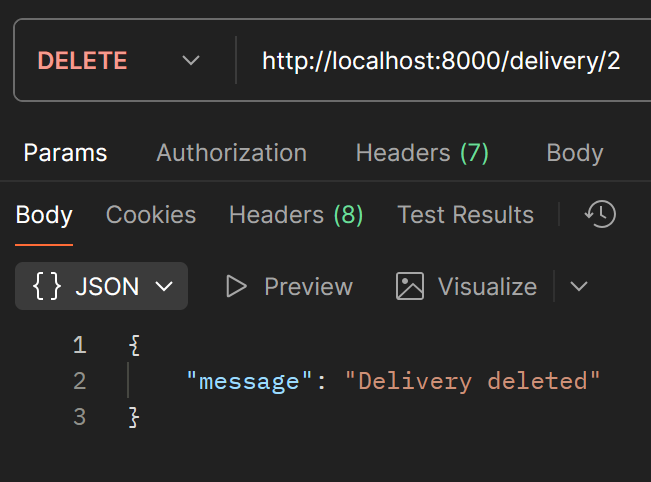 DELETE http://localhost:8000/delivery/2
Params Authorization Headers (7) Body
Body Cookies Headers (8) Test Results
{} JSON Preview Visualize
1 {
2 "message": "Delivery deleted"
3 }